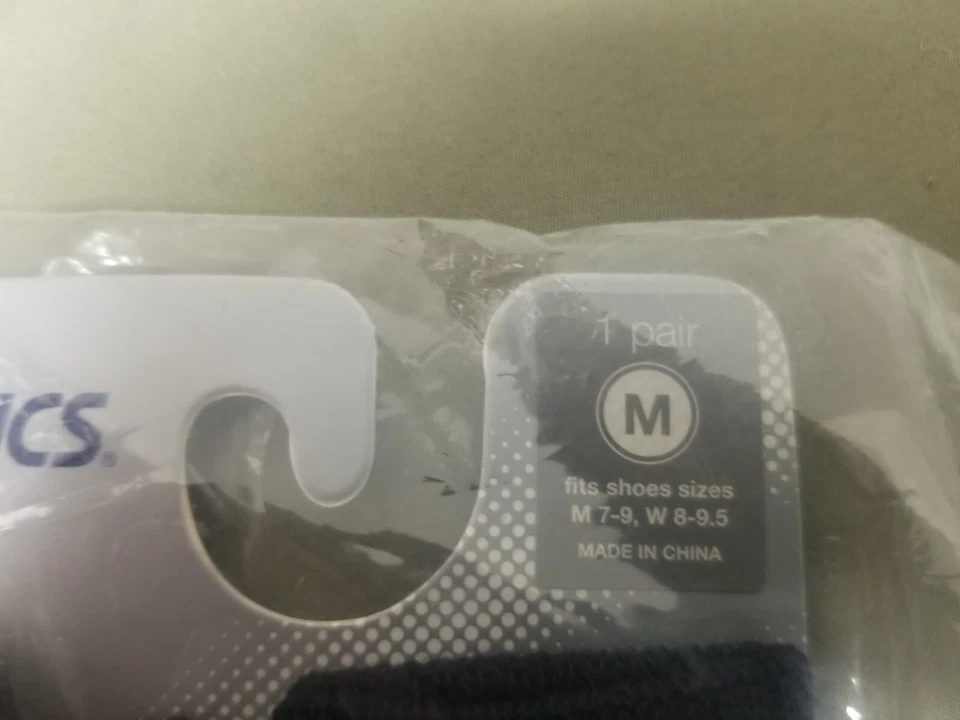 ics®
1 pair
M
fits shoes sizes
M 7-9, W 8-9.5
MADE IN CHINA